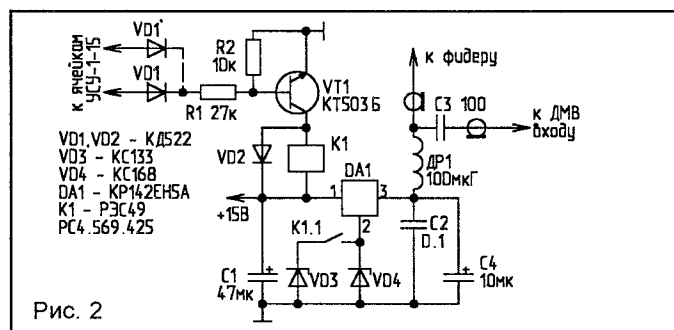 к ячейкам
УСУ-1-15
VD1'
VD1
R2
10к
R1 27к
VT1
КТ503Б
к фидеру
C3 100
к ДМВ
входу
VD1,VD2 - КД522
VD3 - КС133
VD4 - КС168
DA1 - КР142ЕН5А
К1 - РЭС49
РС4.569.425
VD2
K1
DA1
ДР1
100мкГ
1
3
2
+15В
K1.1
C2
0.1
C1
47мк
VD3
VD4
C4
10мк
Рис. 2